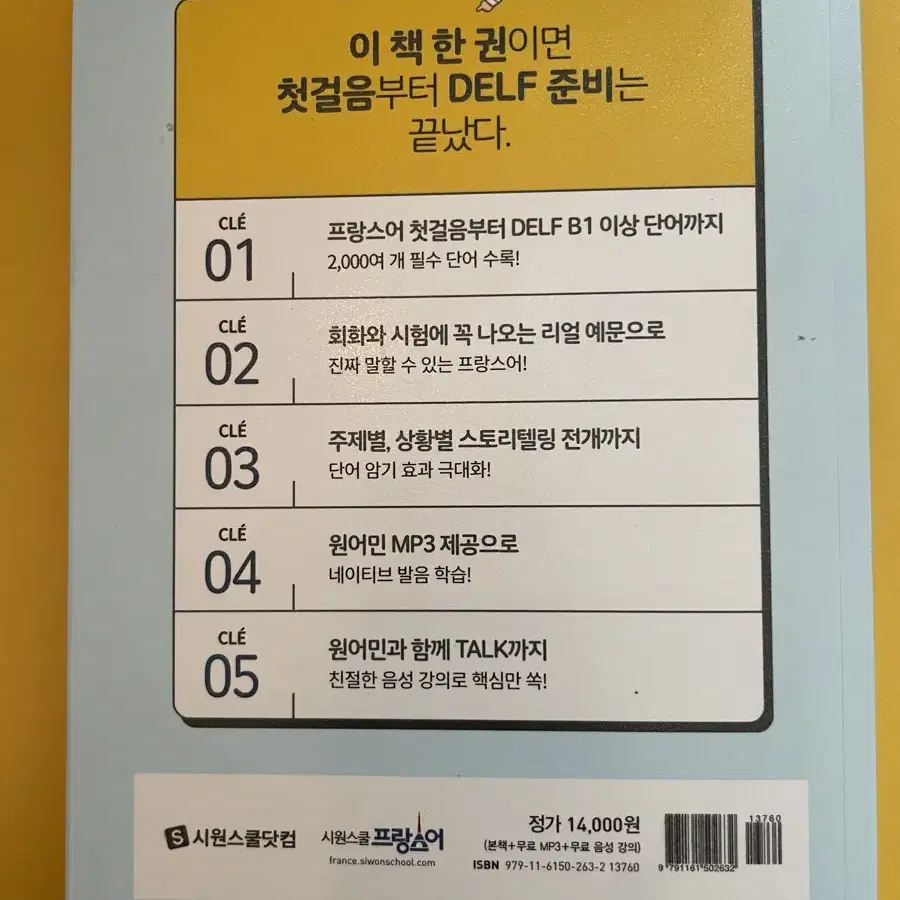 이 책 한 권이면
첫걸음부터 DELF 준비는
끝났다.
CLÉ
01
프랑스어 첫걸음부터 DELF B1 이상 단어까지
2,000여 개 필수 단어 수록!
CLÉ
02
회화와 시험에 꼭 나오는 리얼 예문으로
진짜 말할 수 있는 프랑스어!
CLÉ
03
주제별, 상황별 스토리텔링 전개까지
단어 암기 효과 극대화!
CLÉ
04
원어민 MP3 제공으로
네이티브 발음 학습!
CLÉ
05
원어민과 함께 TALK까지
친절한 음성 강의로 핵심만 쏙!
S 시원스쿨닷컴
시원스쿨 프랑스어
france.siwonschool.com
정가 14,000원
(본책+무료 MP3+무료 음성 강의)
ISBN 979-11-6150-263-2 13760
13760
9 791161 502632